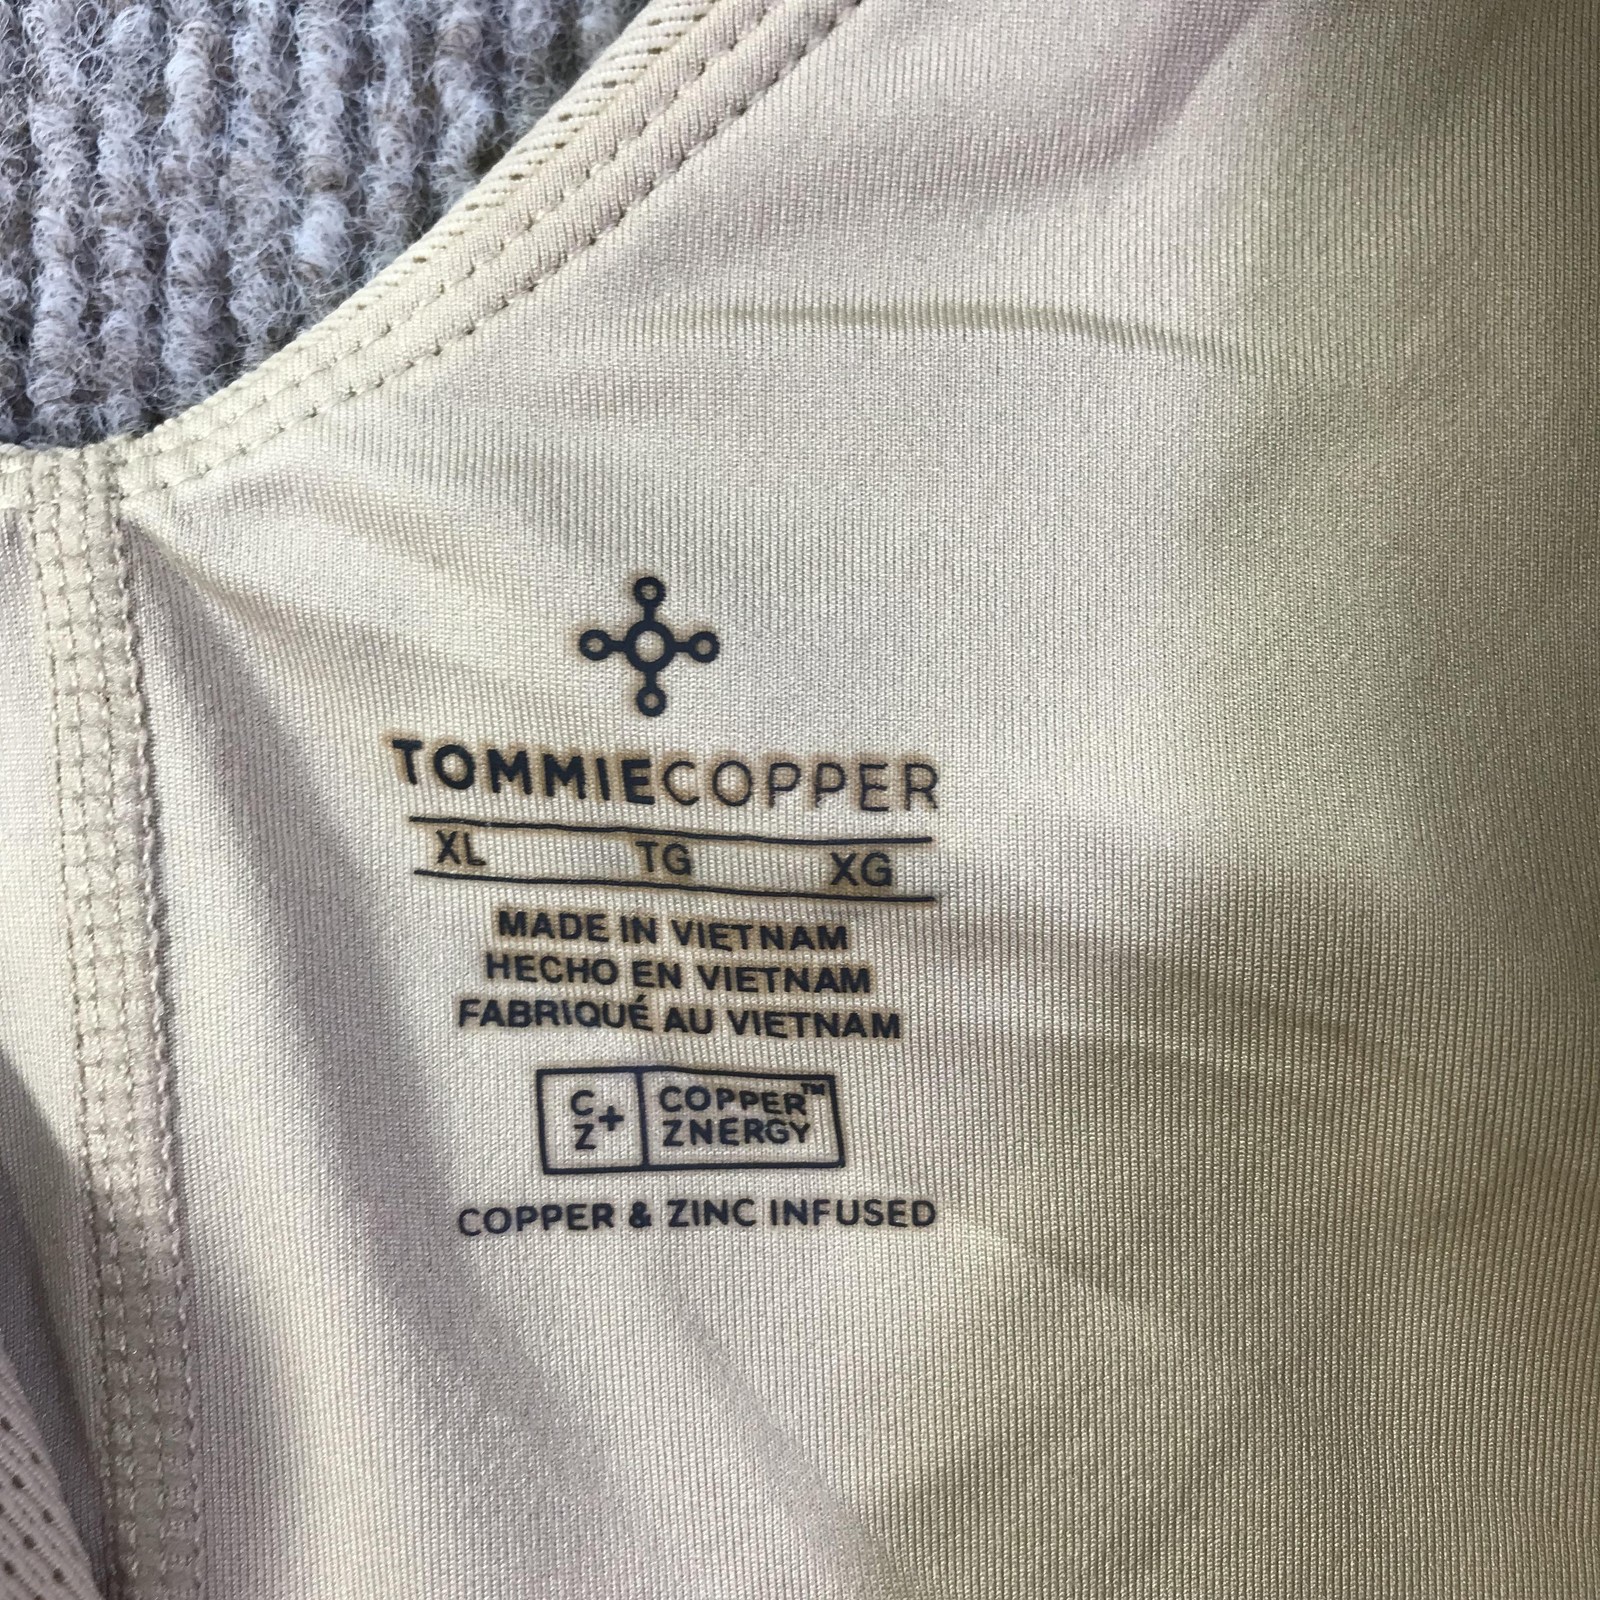 TOMMIECOPPER
XL TG XG
MADE IN VIETNAM
HECHO EN VIETNAM
FABRIQUÉ AU VIETNAM
C
Z+
COPPER™
ZNERGY
COPPER & ZINC INFUSED